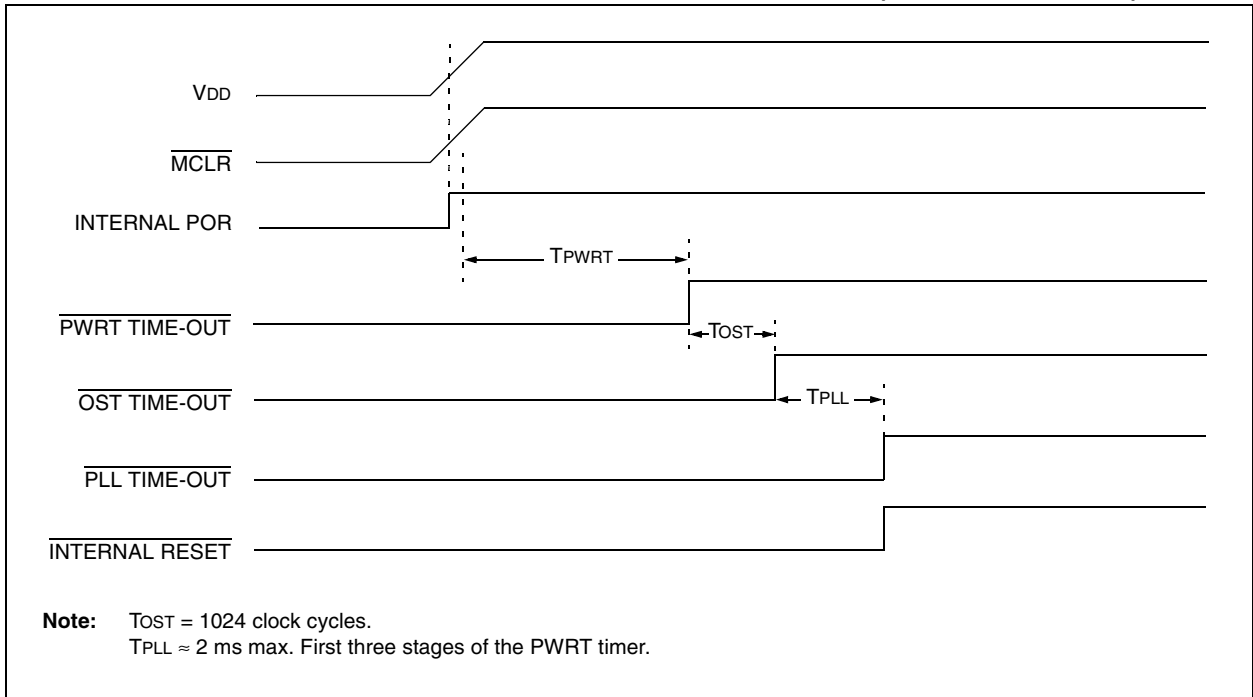 VDD
MCLR
INTERNAL POR
TPWRT
PWRT TIME-OUT
TOST
OST TIME-OUT
TPLL
PLL TIME-OUT
INTERNAL RESET
Note: TOST = 1024 clock cycles.
TPLL ≈ 2 ms max. First three stages of the PWRT timer.